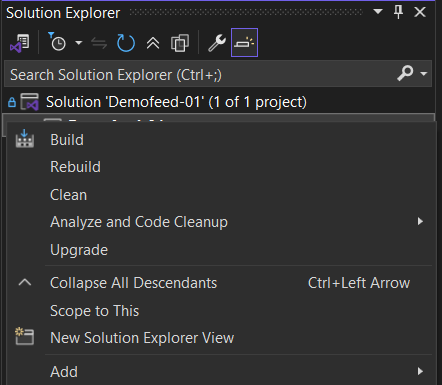 Solution Explorer
Search Solution Explorer (Ctrl+;)
Solution 'Demofeed-01' (1 of 1 project)
Build
Rebuild
Clean
Analyze and Code Cleanup
Upgrade
Collapse All Descendants Ctrl+Left Arrow
Scope to This
New Solution Explorer View
Add